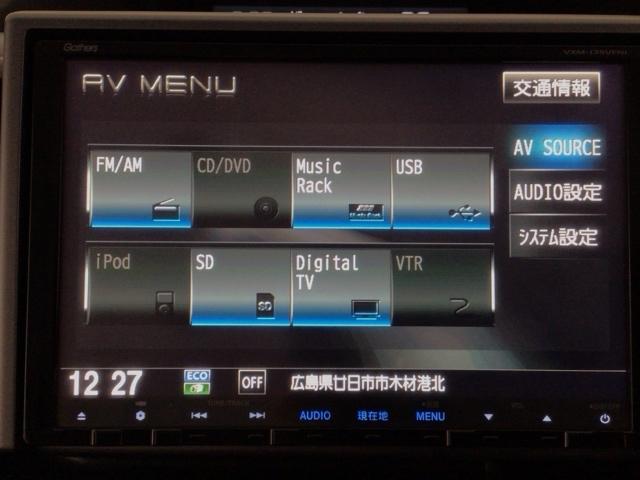 Gathers
AV MENU
交通情報
FM/AM
CD/DVD
Music Rack
USB
AV SOURCE
AUDIO設定
システム設定
iPod
SD
Digital TV
VTR
SD
12 27
ECO
OFF
広島県廿日市市木材港北
AUDIO
現在地
MENU